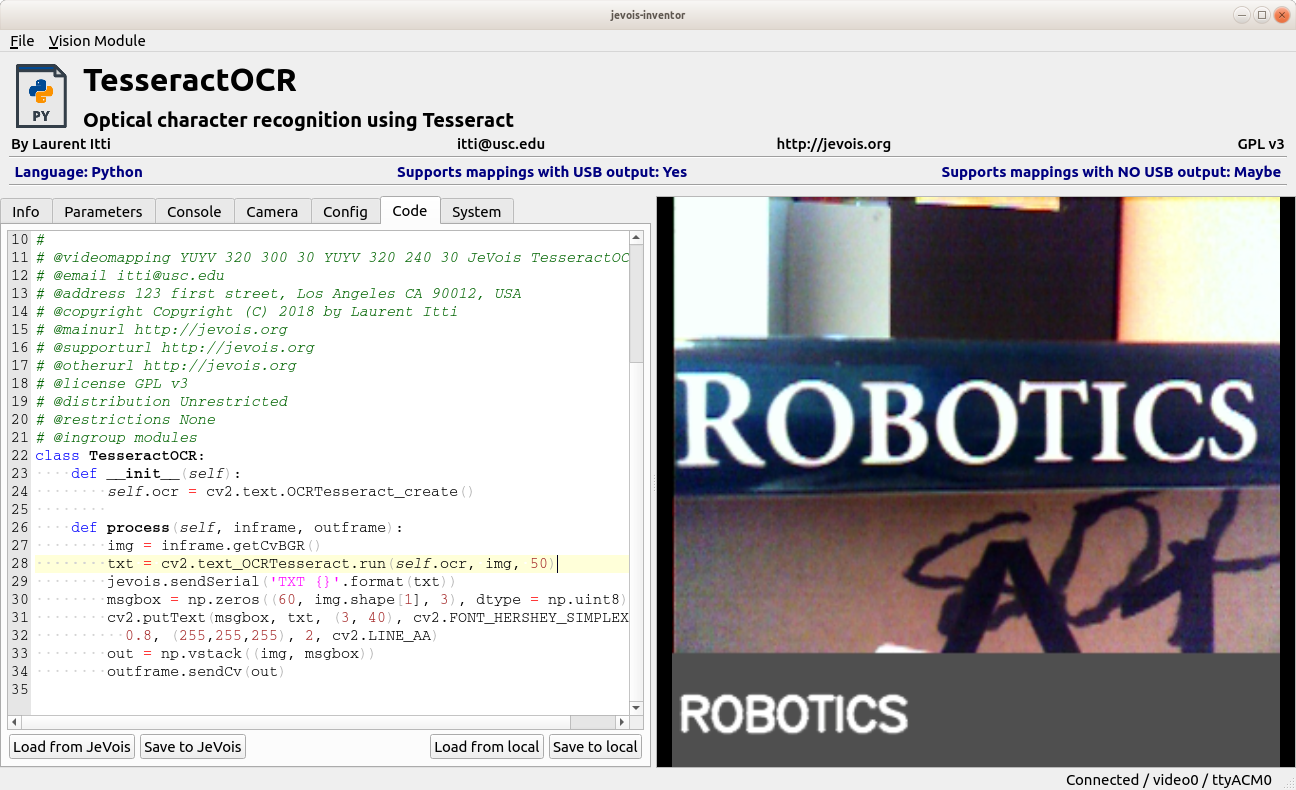 jevois-inventor
File Vision Module
PY
TesseractOCR
Optical character recognition using Tesseract
By Laurent Itti itti@usc.edu http://jevois.org GPL v3
Language: Python Supports mappings with USB output: Yes Supports mappings with NO USB output: Maybe
Info Parameters Console Camera Config Code System
10 #
11 # @videomapping YUYV 320 300 30 YUYV 320 240 30 JeVois TesseractOC
12 # @email itti@usc.edu
13 # @address 123 first street, Los Angeles CA 90012, USA
14 # @copyright Copyright (C) 2018 by Laurent Itti
15 # @mainurl http://jevois.org
16 # @supporturl http://jevois.org
17 # @otherurl http://jevois.org
18 # @license GPL v3
19 # @distribution Unrestricted
20 # @restrictions None
21 # @ingroup modules
22 class TesseractOCR:
23 def __init__(self):
24 self.ocr = cv2.text.OCRTesseract_create()
25
26 def process(self, inframe, outframe):
27 img = inframe.getCvBGR()
28 txt = cv2.text_OCRTesseract.run(self.ocr, img, 50)
29 jevois.sendSerial('TXT {}'.format(txt))
30 msgbox = np.zeros((60, img.shape[1], 3), dtype = np.uint8)
31 cv2.putText(msgbox, txt, (3, 40), cv2.FONT_HERSHEY_SIMPLEX
32 0.8, (255,255,255), 2, cv2.LINE_AA)
33 out = np.vstack((img, msgbox))
34 outframe.sendCv(out)
35
Load from JeVois Save to JeVois Load from local Save to local
ROBOTICS
A
ROBOTICS
Connected / video0 / ttyACM0